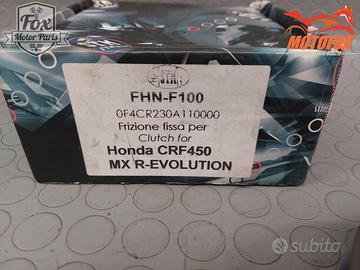 Fox
Motor Parts
MOTOFOX
STM
FHN-F100
0F4CR230A110000
Frizione fissa per
Clutch for
Honda CRF450
MX R-EVOLUTION
subito